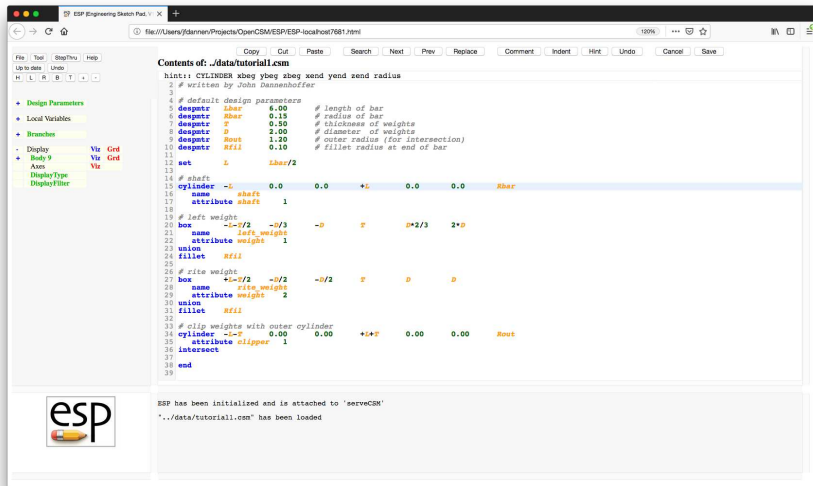 ESP [Engineering Sketch Pad, V
file:///Users/jfdannen/Projects/OpenCSM/ESP/ESP-localhost7681.html
120%
File Tool StepThru Help
Up to date Undo
H L R B T + -
+ Design Parameters
+ Local Variables
+ Branches
- Display Viz Grd
+ Body 9 Viz Grd
Axes Viz
DisplayType
DisplayFilter
Copy Cut Paste Search Next Prev Replace Comment Indent Hint Undo Cancel Save
Contents of: ../data/tutorial1.csm
hint:: CYLINDER xbeg ybeg zbeg xend yend zend radius
2 # written by John Dannenhoffer
3
4 # default design parameters
5 despmtr Lbar 6.00 # length of bar
6 despmtr Rbar 0.15 # radius of bar
7 despmtr T 0.50 # thickness of weights
8 despmtr D 2.00 # diameter of weights
9 despmtr Rout 1.20 # outer radius (for intersection)
10 despmtr Rfil 0.10 # fillet radius at end of bar
11
12 set L Lbar/2
13
14 # shaft
15 cylinder -L 0.0 0.0 +L 0.0 0.0 Rbar
16 name shaft
17 attribute shaft 1
18
19 # left weight
20 box -L-T/2 -D/3 -D T D*2/3 2*D
21 name left_weight
22 attribute weight 1
23 union
24 fillet Rfil
25
26 # rite weight
27 box +L-T/2 -D/2 -D/2 T D D
28 name rite_weight
29 attribute weight 2
30 union
31 fillet Rfil
32
33 # clip weights with outer cylinder
34 cylinder -L-T 0.00 0.00 +L+T 0.00 0.00 Rout
35 attribute clipper 1
36 intersect
37
38 end
39
esp
ESP has been initialized and is attached to 'serveCSM'
"../data/tutorial1.csm" has been loaded